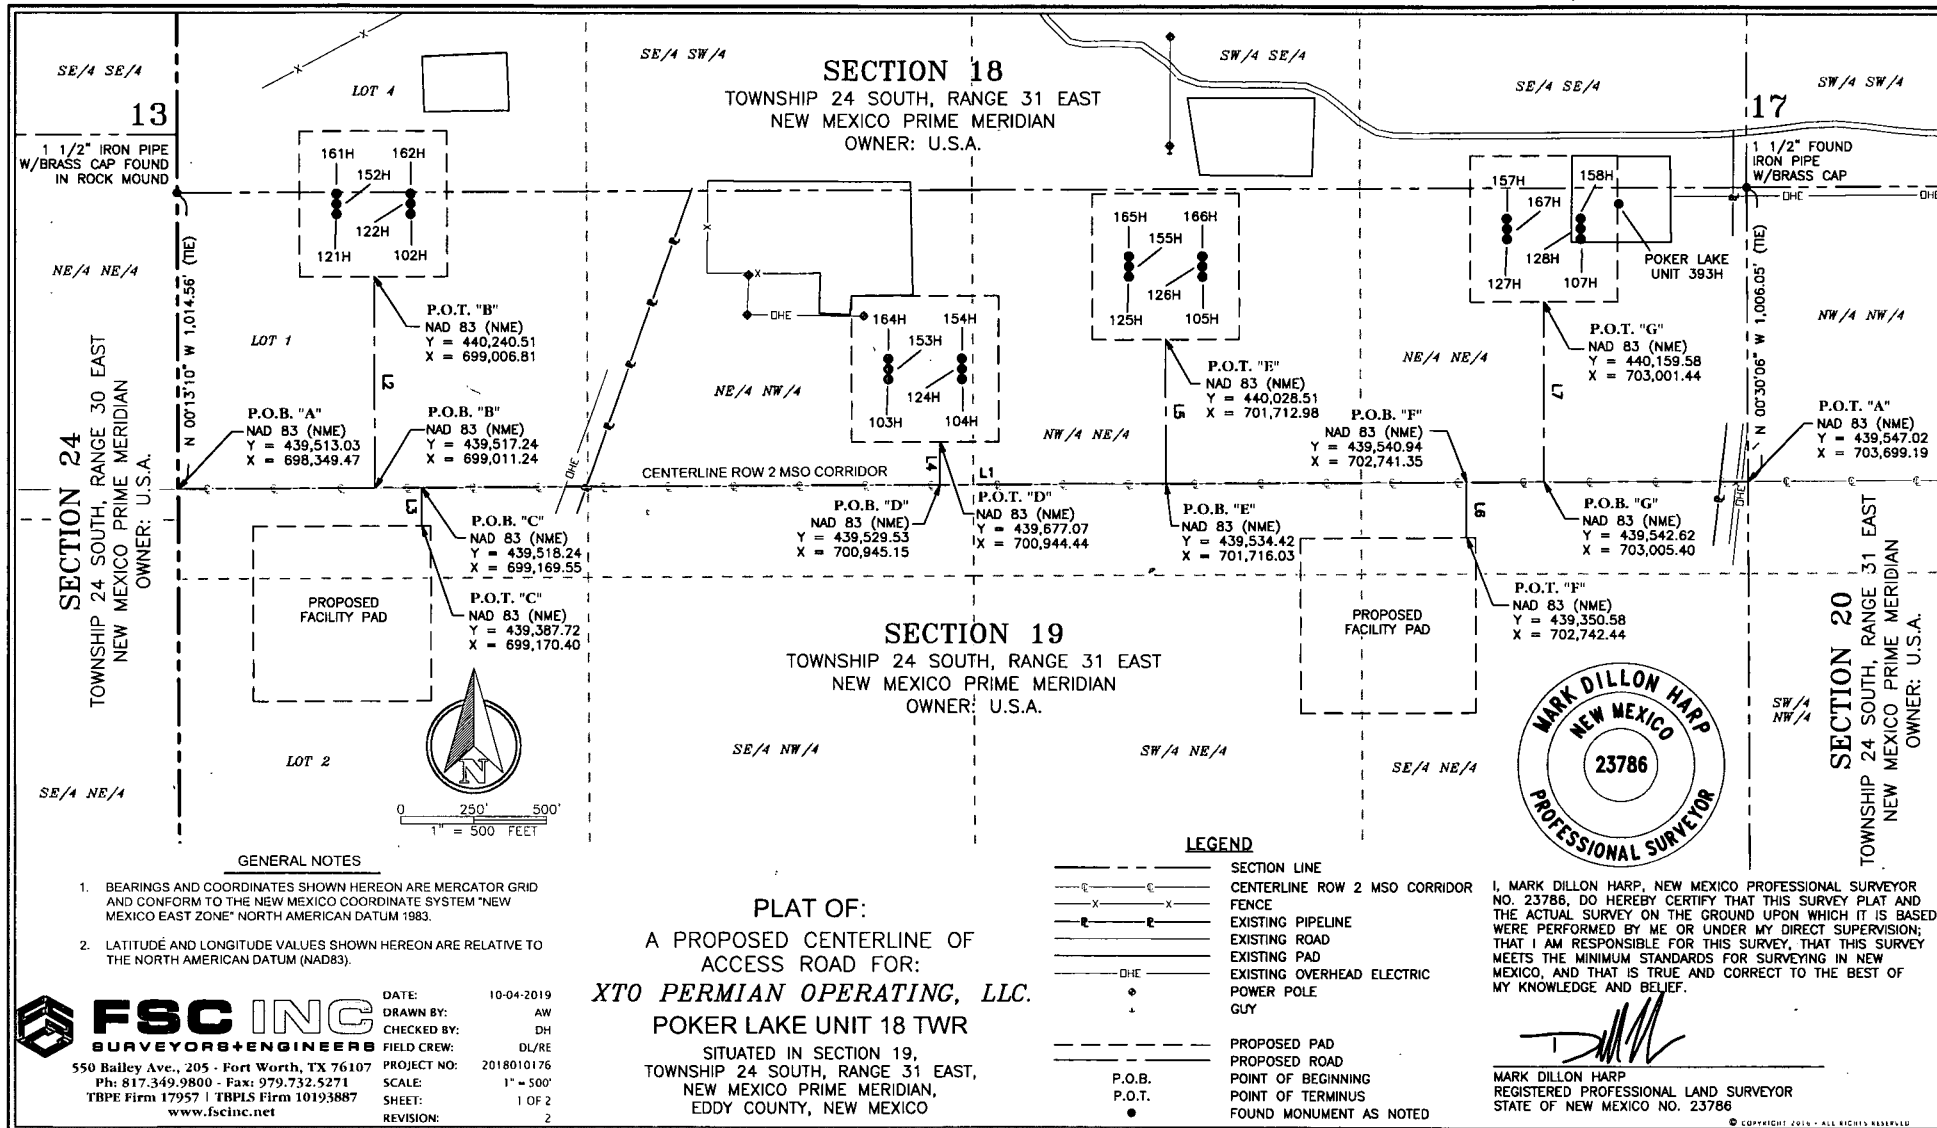 SE/4 SE/4
13
LOT 4
SE/4 SW/4
SECTION 18
TOWNSHIP 24 SOUTH, RANGE 31 EAST
NEW MEXICO PRIME MERIDIAN
OWNER: U.S.A.
SW/4 SE/4
SE/4 SE/4
SW/4 SW/4
17
1 1/2" IRON PIPE
W/BRASS CAP FOUND
IN ROCK MOUND
1 1/2" FOUND
IRON PIPE
W/BRASS CAP
161H
162H
152H
122H
121H
102H
165H
166H
155H
126H
125H
105H
157H
158H
167H
128H
127H
107H
POKER LAKE
UNIT 393H
OHE
OHE
NE/4 NE/4
N 00°13'10" W 1,014.56' (TIE)
LOT 1
P.O.T. "B"
NAD 83 (NME)
Y = 440,240.51
X = 699,006.81
L2
OHE
164H
154H
153H
124H
103H
104H
NE/4 NW/4
P.O.T. "E"
NAD 83 (NME)
Y = 440,028.51
X = 701,712.98
L5
NW/4 NE/4
NE/4 NE/4
P.O.T. "G"
NAD 83 (NME)
Y = 440,159.58
X = 703,001.44
L7
N 00°30'06" W 1,006.05' (TIE)
NW/4 NW/4
SECTION 24
TOWNSHIP 24 SOUTH, RANGE 30 EAST
NEW MEXICO PRIME MERIDIAN
OWNER: U.S.A.
P.O.B. "A"
NAD 83 (NME)
Y = 439,513.03
X = 698,349.47
P.O.B. "B"
NAD 83 (NME)
Y = 439,517.24
X = 699,011.24
P.O.B. "F"
NAD 83 (NME)
Y = 439,540.94
X = 702,741.35
P.O.T. "A"
NAD 83 (NME)
Y = 439,547.02
X = 703,699.19
OHE
CENTERLINE ROW 2 MSO CORRIDOR
L4
L1
L3
L6
OHE
P.O.B. "C"
NAD 83 (NME)
Y = 439,518.24
X = 699,169.55
P.O.B. "D"
NAD 83 (NME)
Y = 439,529.53
X = 700,945.15
P.O.T. "D"
NAD 83 (NME)
Y = 439,677.07
X = 700,944.44
P.O.B. "E"
NAD 83 (NME)
Y = 439,534.42
X = 701,716.03
P.O.B. "G"
NAD 83 (NME)
Y = 439,542.62
X = 703,005.40
P.O.T. "C"
NAD 83 (NME)
Y = 439,387.72
X = 699,170.40
P.O.T. "F"
NAD 83 (NME)
Y = 439,350.58
X = 702,742.44
PROPOSED
FACILITY PAD
PROPOSED
FACILITY PAD
SECTION 19
TOWNSHIP 24 SOUTH, RANGE 31 EAST
NEW MEXICO PRIME MERIDIAN
OWNER: U.S.A.
SECTION 20
TOWNSHIP 24 SOUTH, RANGE 31 EAST
NEW MEXICO PRIME MERIDIAN
OWNER: U.S.A.
SW/4
NW/4
SE/4 NE/4
LOT 2
SE/4 NW/4
SW/4 NE/4
SE/4 NE/4
N
0 250' 500'
1" = 500 FEET
MARK DILLON HARP
NEW MEXICO
23786
PROFESSIONAL SURVEYOR
GENERAL NOTES
1. BEARINGS AND COORDINATES SHOWN HEREON ARE MERCATOR GRID
AND CONFORM TO THE NEW MEXICO COORDINATE SYSTEM "NEW
MEXICO EAST ZONE" NORTH AMERICAN DATUM 1983.
2. LATITUDE AND LONGITUDE VALUES SHOWN HEREON ARE RELATIVE TO
THE NORTH AMERICAN DATUM (NAD83).
FSC INC
SURVEYORS+ENGINEERS
550 Bailey Ave., 205 - Fort Worth, TX 76107
Ph: 817.349.9800 - Fax: 979.732.5271
TBPE Firm 17957 | TBPLS Firm 10193887
www.fscinc.net
DATE: 10-04-2019
DRAWN BY: AW
CHECKED BY: DH
FIELD CREW: DL/RE
PROJECT NO: 2018010176
SCALE: 1" = 500'
SHEET: 1 OF 2
REVISION: 2
PLAT OF:
A PROPOSED CENTERLINE OF
ACCESS ROAD FOR:
XTO PERMIAN OPERATING, LLC.
POKER LAKE UNIT 18 TWR
SITUATED IN SECTION 19,
TOWNSHIP 24 SOUTH, RANGE 31 EAST,
NEW MEXICO PRIME MERIDIAN,
EDDY COUNTY, NEW MEXICO
LEGEND
SECTION LINE
CENTERLINE ROW 2 MSO CORRIDOR
X X FENCE
EXISTING PIPELINE
EXISTING ROAD
EXISTING PAD
OHE EXISTING OVERHEAD ELECTRIC
POWER POLE
GUY
PROPOSED PAD
PROPOSED ROAD
P.O.B. POINT OF BEGINNING
P.O.T. POINT OF TERMINUS
FOUND MONUMENT AS NOTED
I, MARK DILLON HARP, NEW MEXICO PROFESSIONAL SURVEYOR
NO. 23786, DO HEREBY CERTIFY THAT THIS SURVEY PLAT AND
THE ACTUAL SURVEY ON THE GROUND UPON WHICH IT IS BASED
WERE PERFORMED BY ME OR UNDER MY DIRECT SUPERVISION;
THAT I AM RESPONSIBLE FOR THIS SURVEY, THAT THIS SURVEY
MEETS THE MINIMUM STANDARDS FOR SURVEYING IN NEW
MEXICO, AND THAT IS TRUE AND CORRECT TO THE BEST OF
MY KNOWLEDGE AND BELIEF.
MARK DILLON HARP
REGISTERED PROFESSIONAL LAND SURVEYOR
STATE OF NEW MEXICO NO. 23786
© COPYRIGHT 2016 - ALL RIGHTS RESERVED